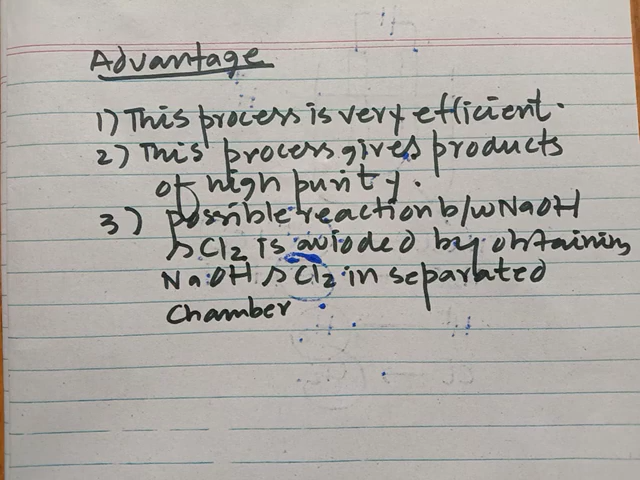 Advantage
1) This process is very efficient.
2) This process gives products
of high purity.
3) possible reaction b/w NaOH
& Cl2 is avioded by obtaining
NaOH & Cl2 in separated
chamber